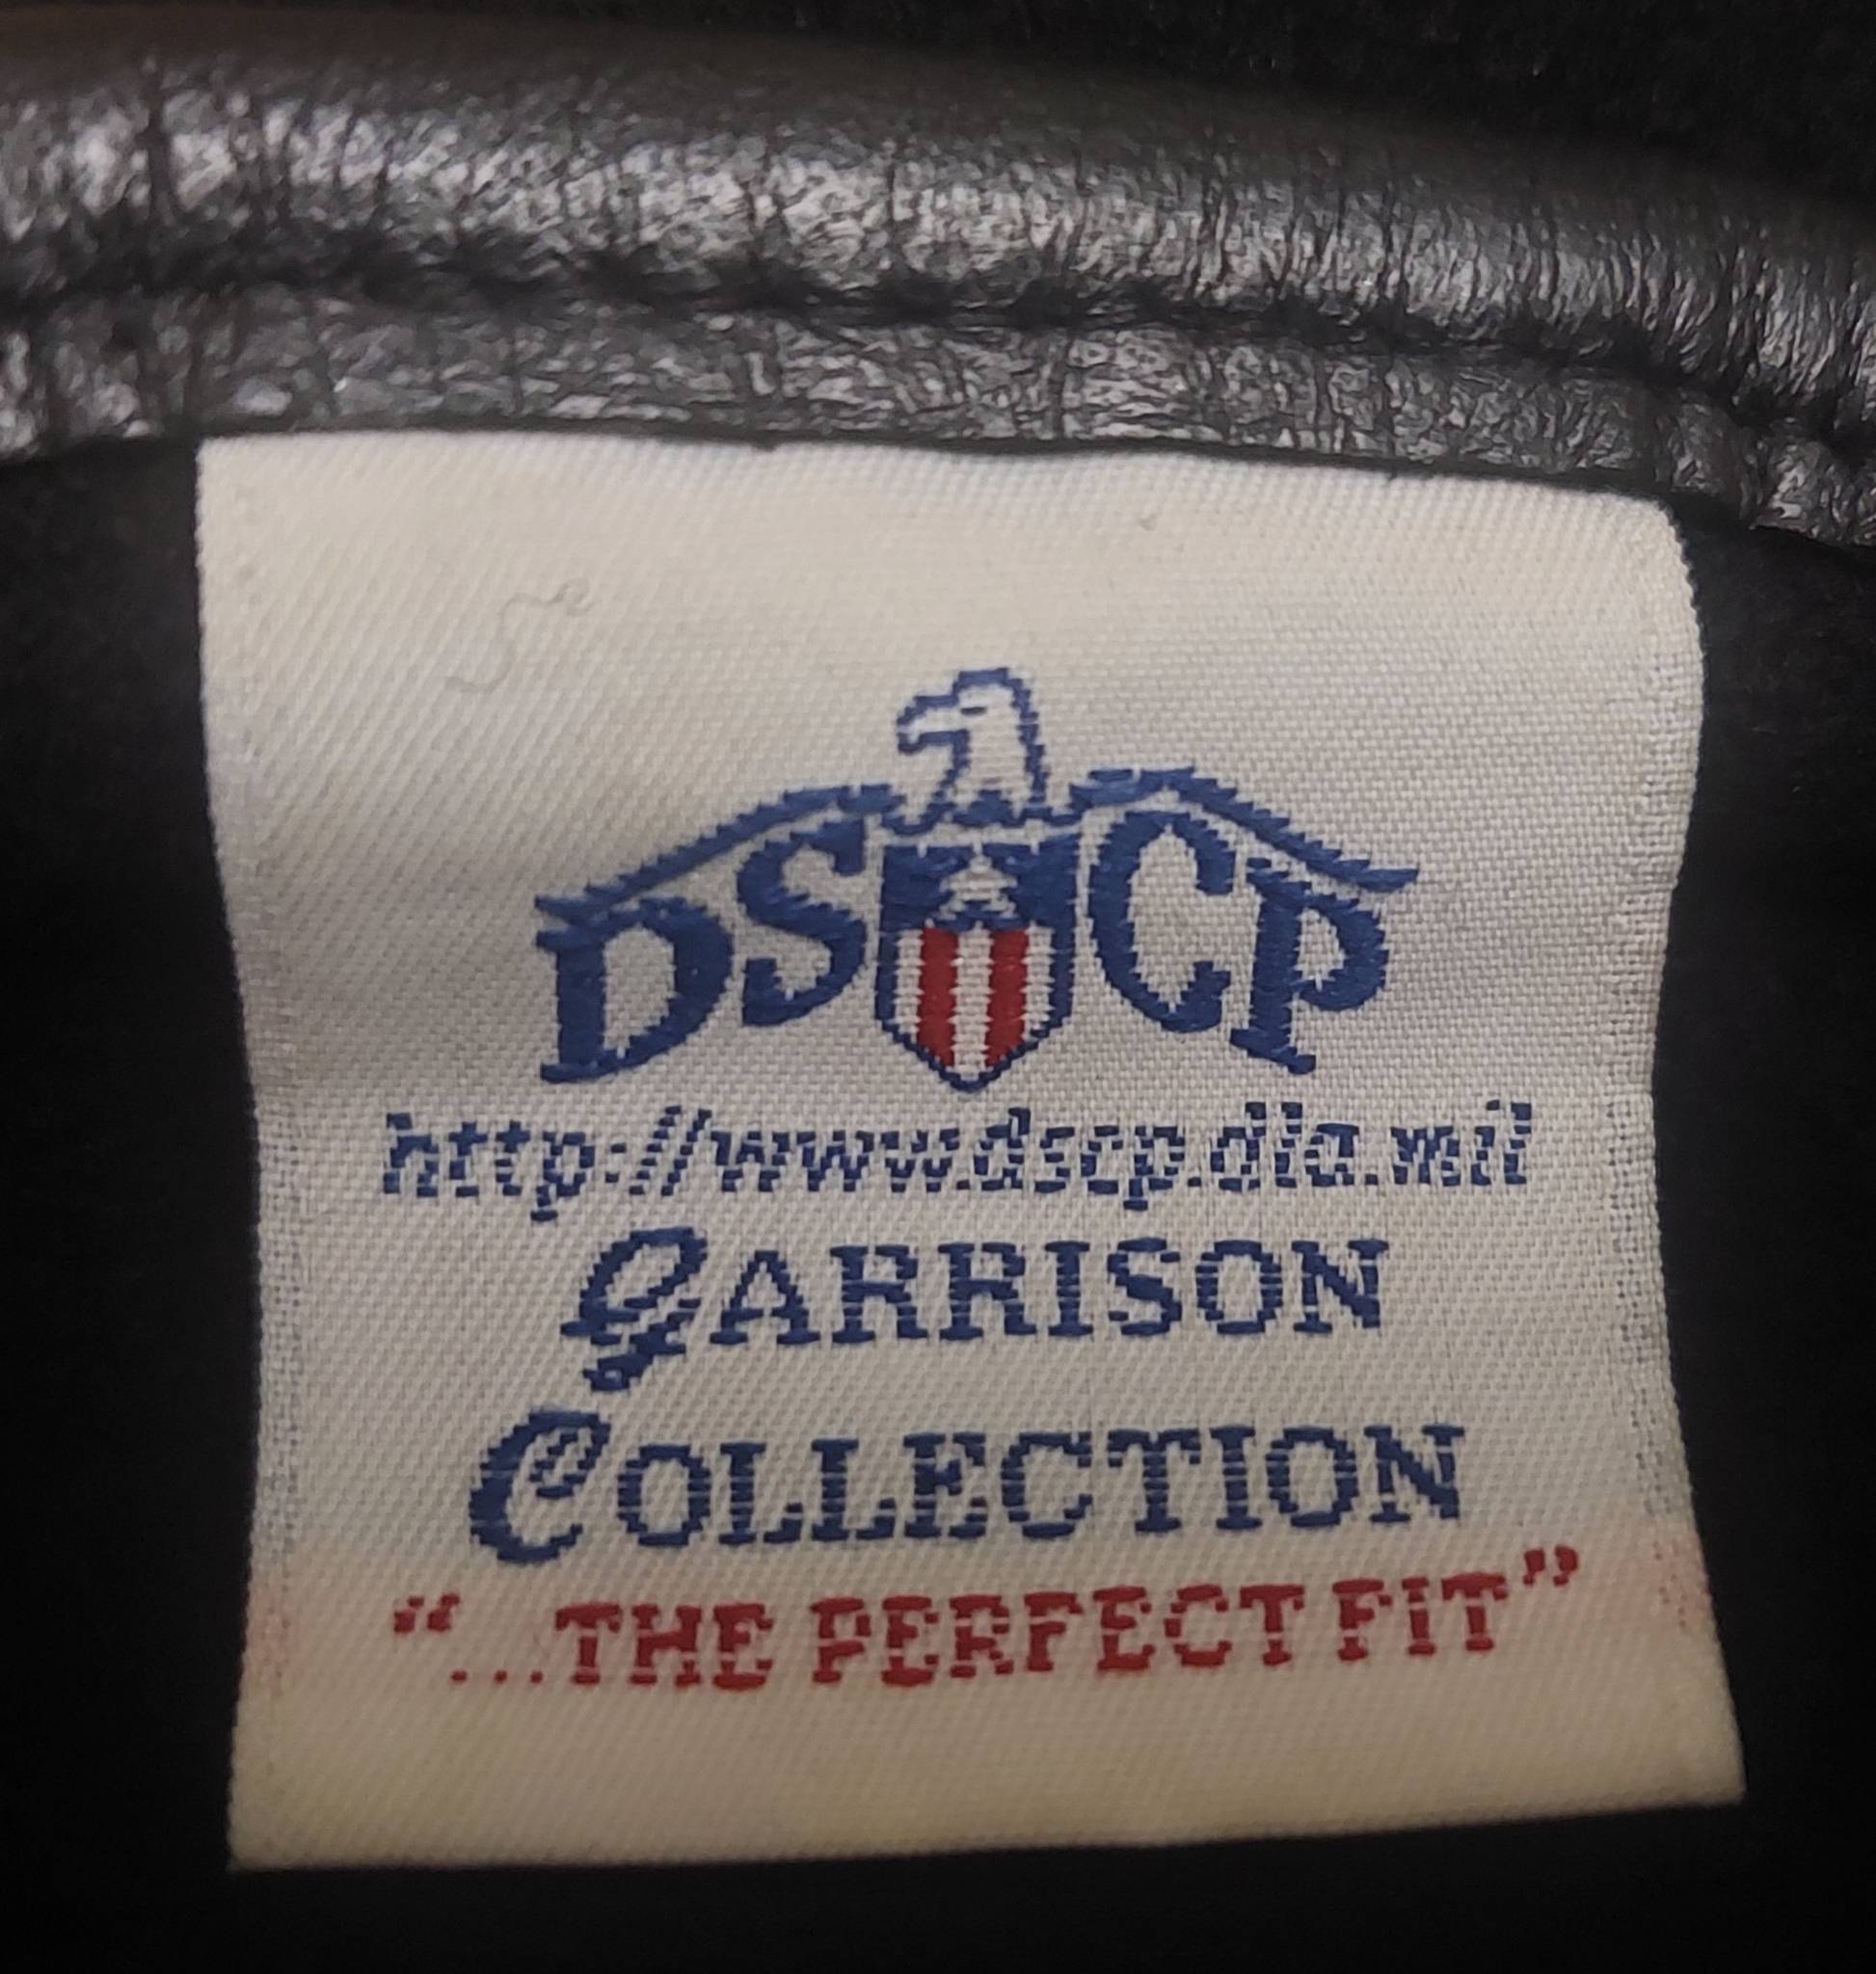 DSCP
http://www.dscp.dla.mil
GARRISON
COLLECTION
“...THE PERFECT FIT”